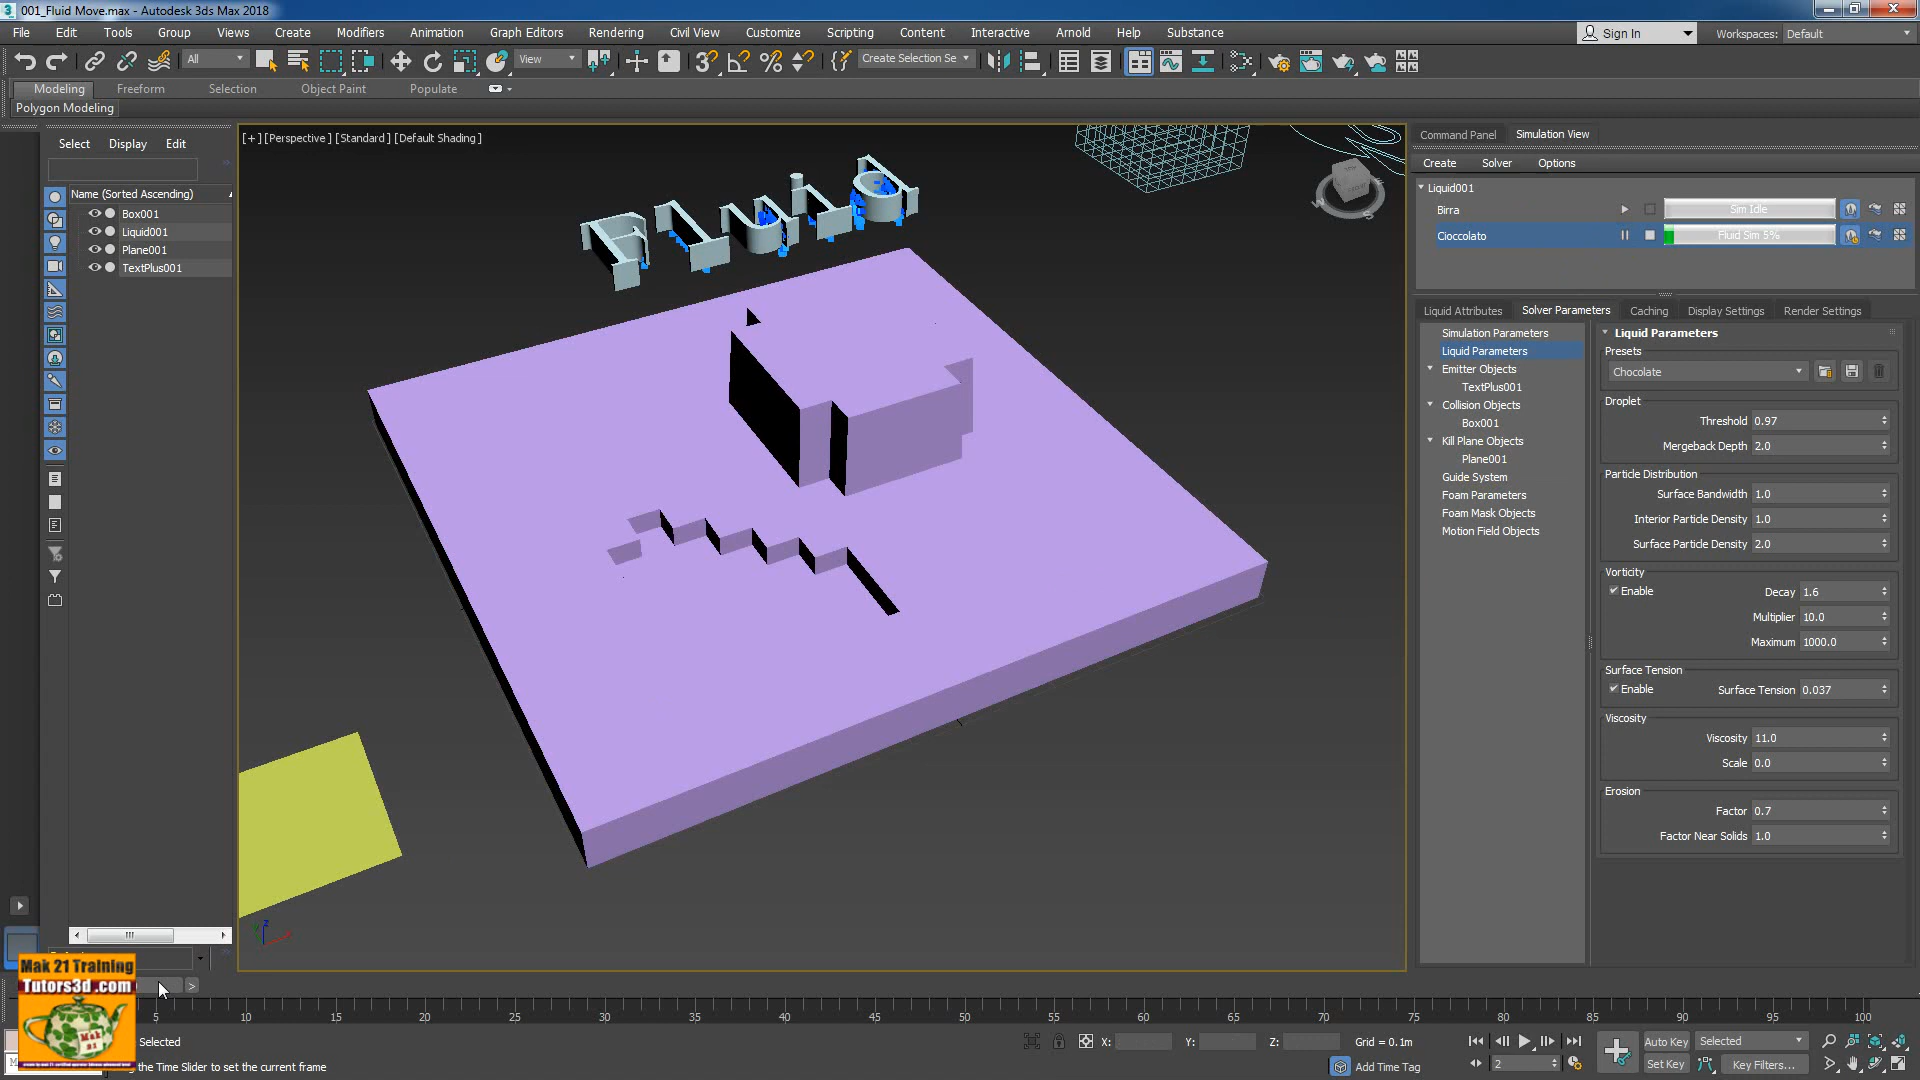 001_Fluid Move.max - Autodesk 3ds Max 2018
File Edit Tools Group Views Create Modifiers Animation Graph Editors Rendering Civil View Customize Scripting Content Interactive Arnold Help Substance
Sign In Workspaces: Default
All View Create Selection Se
Modeling Freeform Selection Object Paint Populate
Polygon Modeling
Select Display Edit
Name (Sorted Ascending)
Box001
Liquid001
Plane001
TextPlus001
[+] [Perspective] [Standard] [Default Shading]
Fluid
Command Panel Simulation View
Create Solver Options
Liquid001
Birra Sim Idle
Cioccolato Fluid Sim 5%
Liquid Attributes Solver Parameters Caching Display Settings Render Settings
Simulation Parameters
Liquid Parameters
Emitter Objects
TextPlus001
Collision Objects
Box001
Kill Plane Objects
Plane001
Guide System
Foam Parameters
Foam Mask Objects
Motion Field Objects
Liquid Parameters
Presets
Chocolate
Droplet
Threshold 0.97
Mergeback Depth 2.0
Particle Distribution
Surface Bandwidth 1.0
Interior Particle Density 1.0
Surface Particle Density 2.0
Vorticity
Enable Decay 1.6
Multiplier 10.0
Maximum 1000.0
Surface Tension
Enable Surface Tension 0.037
Viscosity
Viscosity 11.0
Scale 0.0
Erosion
Factor 0.7
Factor Near Solids 1.0
Mak 21 Training
Tutors3d .com
Mak 21
5 10 15 20 25 30 35 40 45 50 55 60 65 70 75 80 85 90 95 100
Selected
the Time Slider to set the current frame
X: Y: Z: Grid = 0.1m
Add Time Tag
2
Auto Key Selected
Set Key Key Filters...